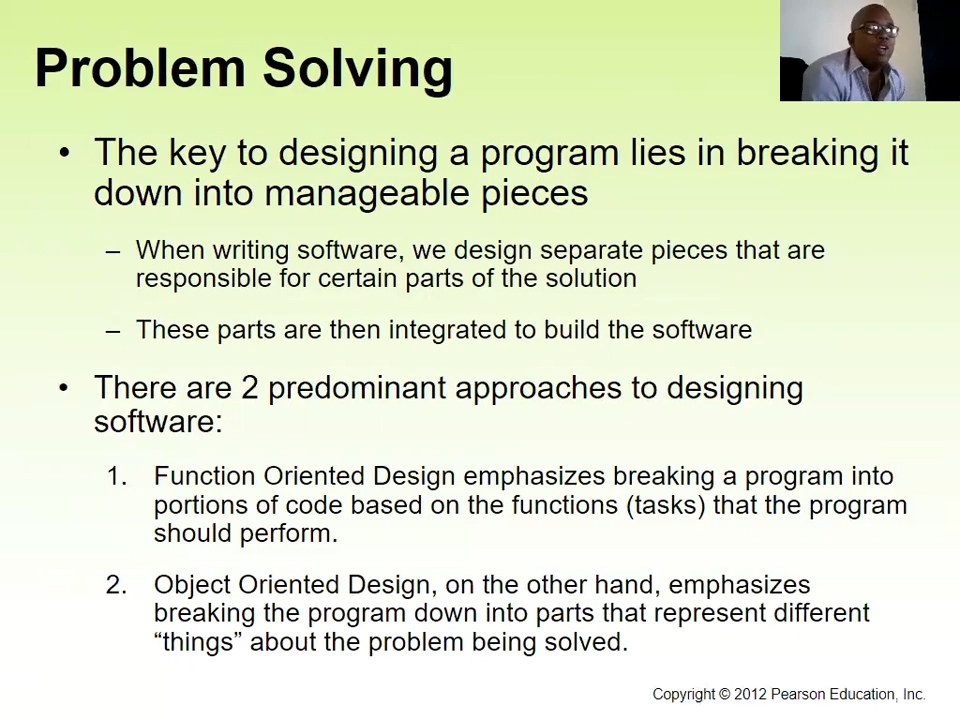 Problem Solving
• The key to designing a program lies in breaking it
down into manageable pieces
– When writing software, we design separate pieces that are
responsible for certain parts of the solution
– These parts are then integrated to build the software
• There are 2 predominant approaches to designing
software:
1. Function Oriented Design emphasizes breaking a program into
portions of code based on the functions (tasks) that the program
should perform.
2. Object Oriented Design, on the other hand, emphasizes
breaking the program down into parts that represent different
“things” about the problem being solved.
Copyright © 2012 Pearson Education, Inc.